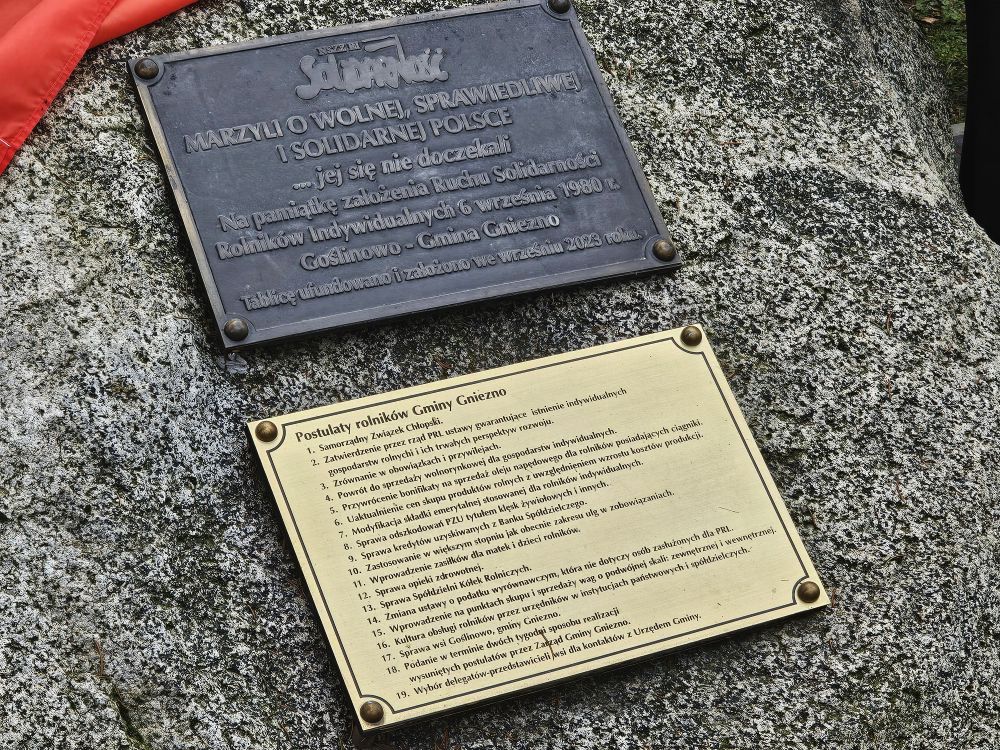 NSZZ RI
Solidarność
MARZYLI O WOLNEJ, SPRAWIEDLIWEJ
I SOLIDARNEJ POLSCE
... jej się nie doczekali
Na pamiątkę założenia Ruchu Solidarności
Rolników Indywidualnych 6 września 1980 r.
Goślinowo - Gmina Gniezno
Tablicę ufundowano i założono we wrześniu 2023 roku.
Postulaty rolników Gminy Gniezno
1. Samorządny Związek Chłopski.
2. Zatwierdzenie przez rząd PRL ustawy gwarantujące istnienie indywidualnych
gospodarstw rolnych i ich trwałych perspektyw rozwoju.
3. Zrównanie w obowiązkach i przywilejach.
4. Powrót do sprzedaży wolnorynkowej dla gospodarstw indywidualnych.
5. Przywrócenie bonifikaty na sprzedaż oleju napędowego dla rolników posiadających ciągniki.
6. Uaktualnienie cen skupu produktów rolnych z uwzględnieniem wzrostu kosztów produkcji.
7. Modyfikacja składki emerytalnej stosowanej dla rolników indywidualnych.
8. Sprawa odszkodowań PZU tytułem klęsk żywiołowych i innych.
9. Sprawa kredytów uzyskiwanych z Banku Spółdzielczego.
10. Zastosowanie w większym stopniu jak obecnie zakresu ulg w zobowiązaniach.
11. Wprowadzenie zasiłków dla matek i dzieci rolników.
12. Sprawa opieki zdrowotnej.
13. Sprawa Spółdzielni Kółek Rolniczych.
14. Zmiana ustawy o podatku wyrównawczym, która nie dotyczy osób zasłużonych dla PRL.
15. Wprowadzenie na punktach skupu i sprzedaży wag o podwójnej skali: zewnętrznej i wewnętrznej.
16. Kultura obsługi rolników przez urzędników w instytucjach państwowych i spółdzielczych.
17. Sprawa wsi Goślinowo, gminy Gniezno.
18. Podanie w terminie dwóch tygodni sposobu realizacji
wysuniętych postulatów przez Zarząd Gminy Gniezno.
19. Wybór delegatów-przedstawicieli wsi dla kontaktów z Urzędem Gminy.